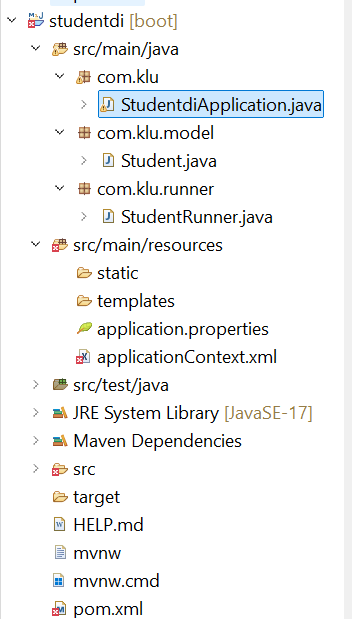 studentdi [boot]
src/main/java
com.klu
StudentdiApplication.java
com.klu.model
Student.java
com.klu.runner
StudentRunner.java
src/main/resources
static
templates
application.properties
applicationContext.xml
src/test/java
JRE System Library [JavaSE-17]
Maven Dependencies
src
target
HELP.md
mvnw
mvnw.cmd
pom.xml